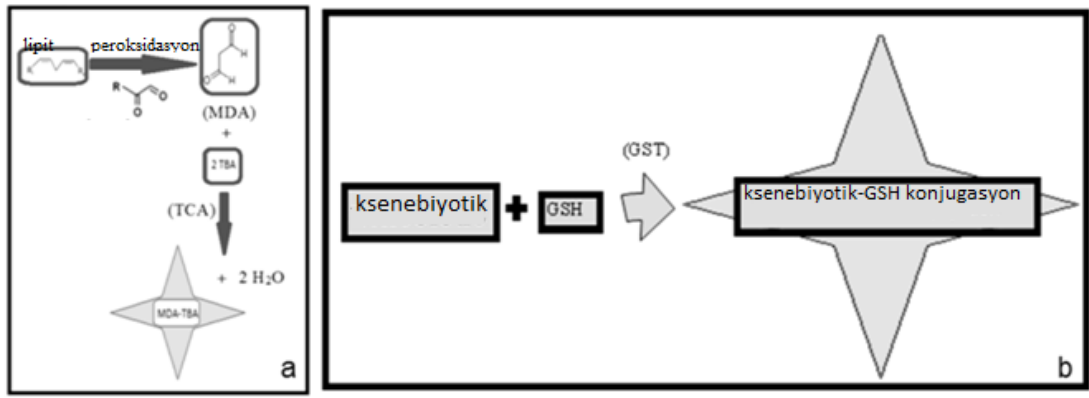 lipit peroksidasyon
O
H
O
H
R
R
R
O
O
(MDA)
+
2 TBA
(TCA)
+ 2 H₂O
MDA-TBA
a
ksenebiyotik + GSH
(GST)
ksenebiyotik-GSH konjugasyon
b